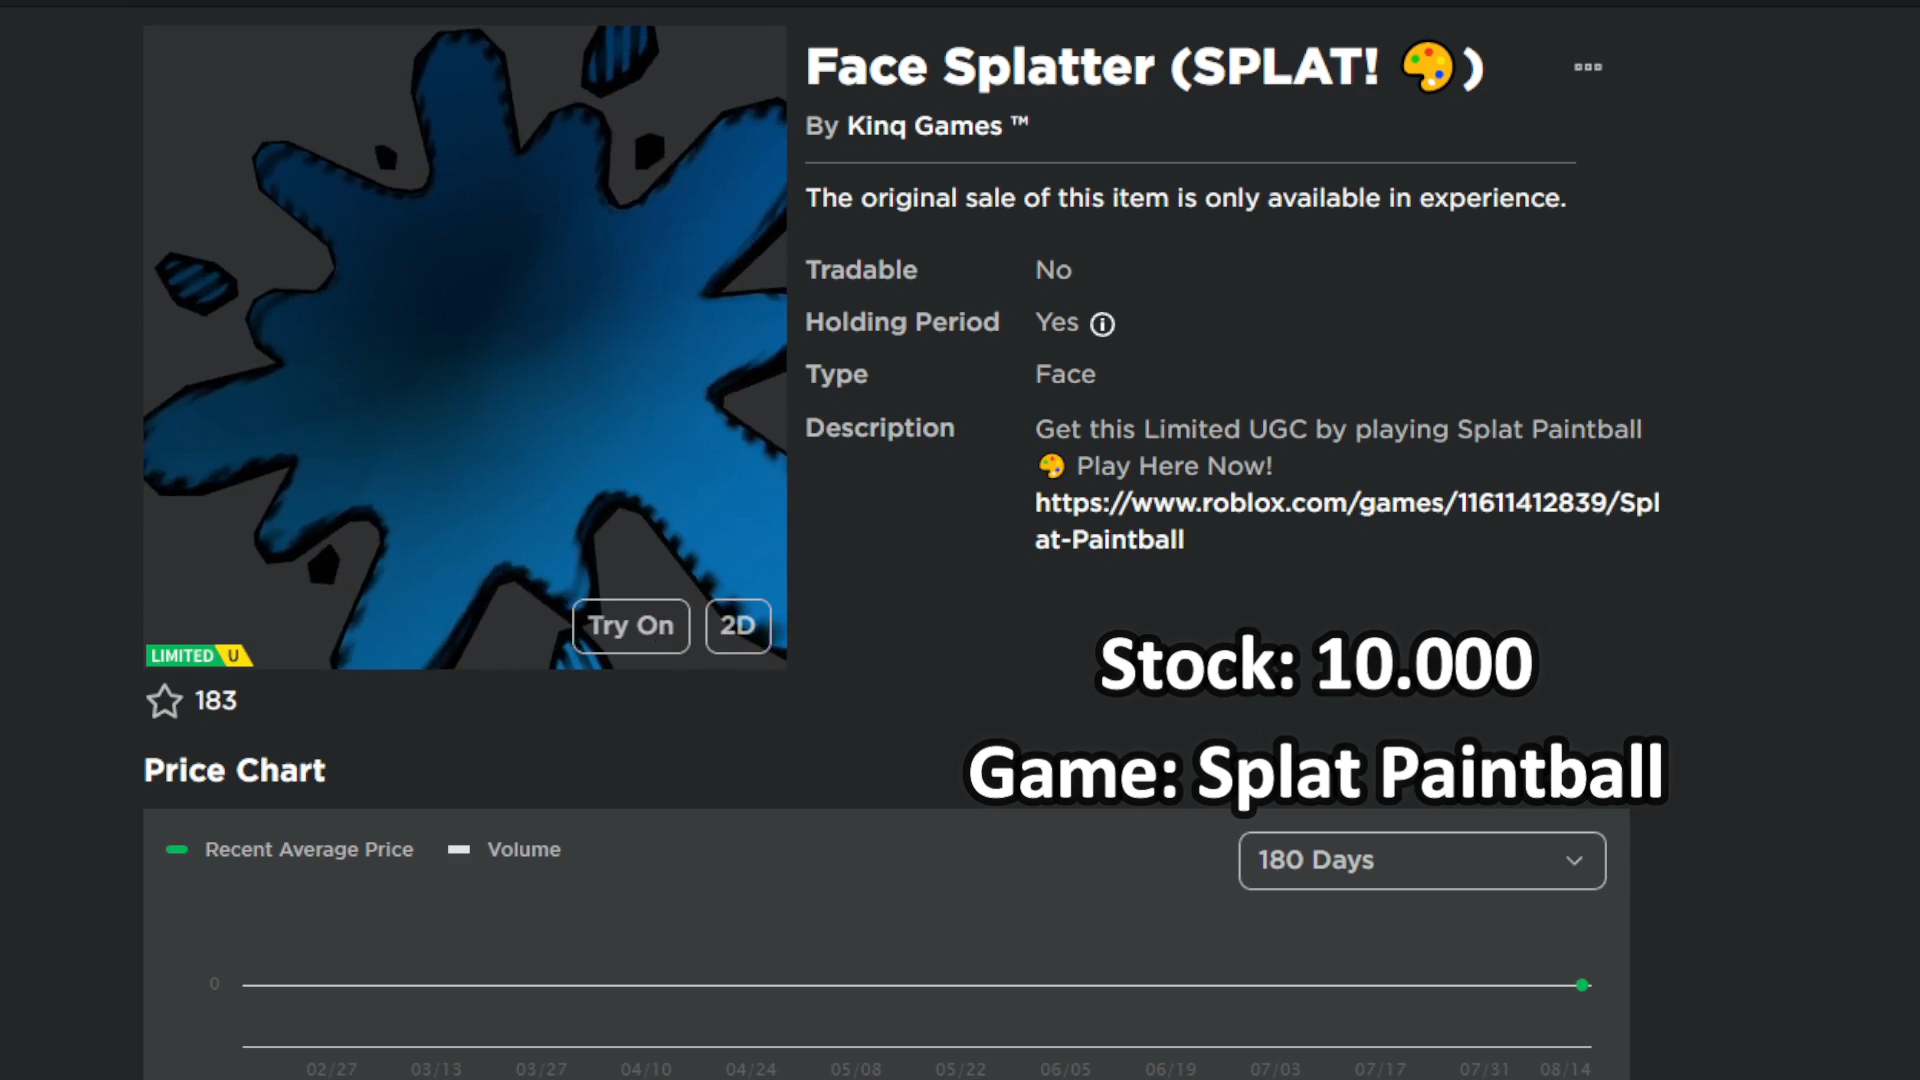 Face Splatter (SPLAT! 🎨)
By Kinq Games ™
The original sale of this item is only available in experience.
Tradable No
Holding Period Yes
Type Face
Description Get this Limited UGC by playing Splat Paintball
🎨 Play Here Now!
https://www.roblox.com/games/11611412839/Spl
at-Paintball
Try On 2D
LIMITED U
183
Stock: 10.000
Game: Splat Paintball
Price Chart
Recent Average Price Volume
180 Days
0
02/27 03/13 03/27 04/10 04/24 05/08 05/22 06/05 06/19 07/03 07/17 07/31 08/14